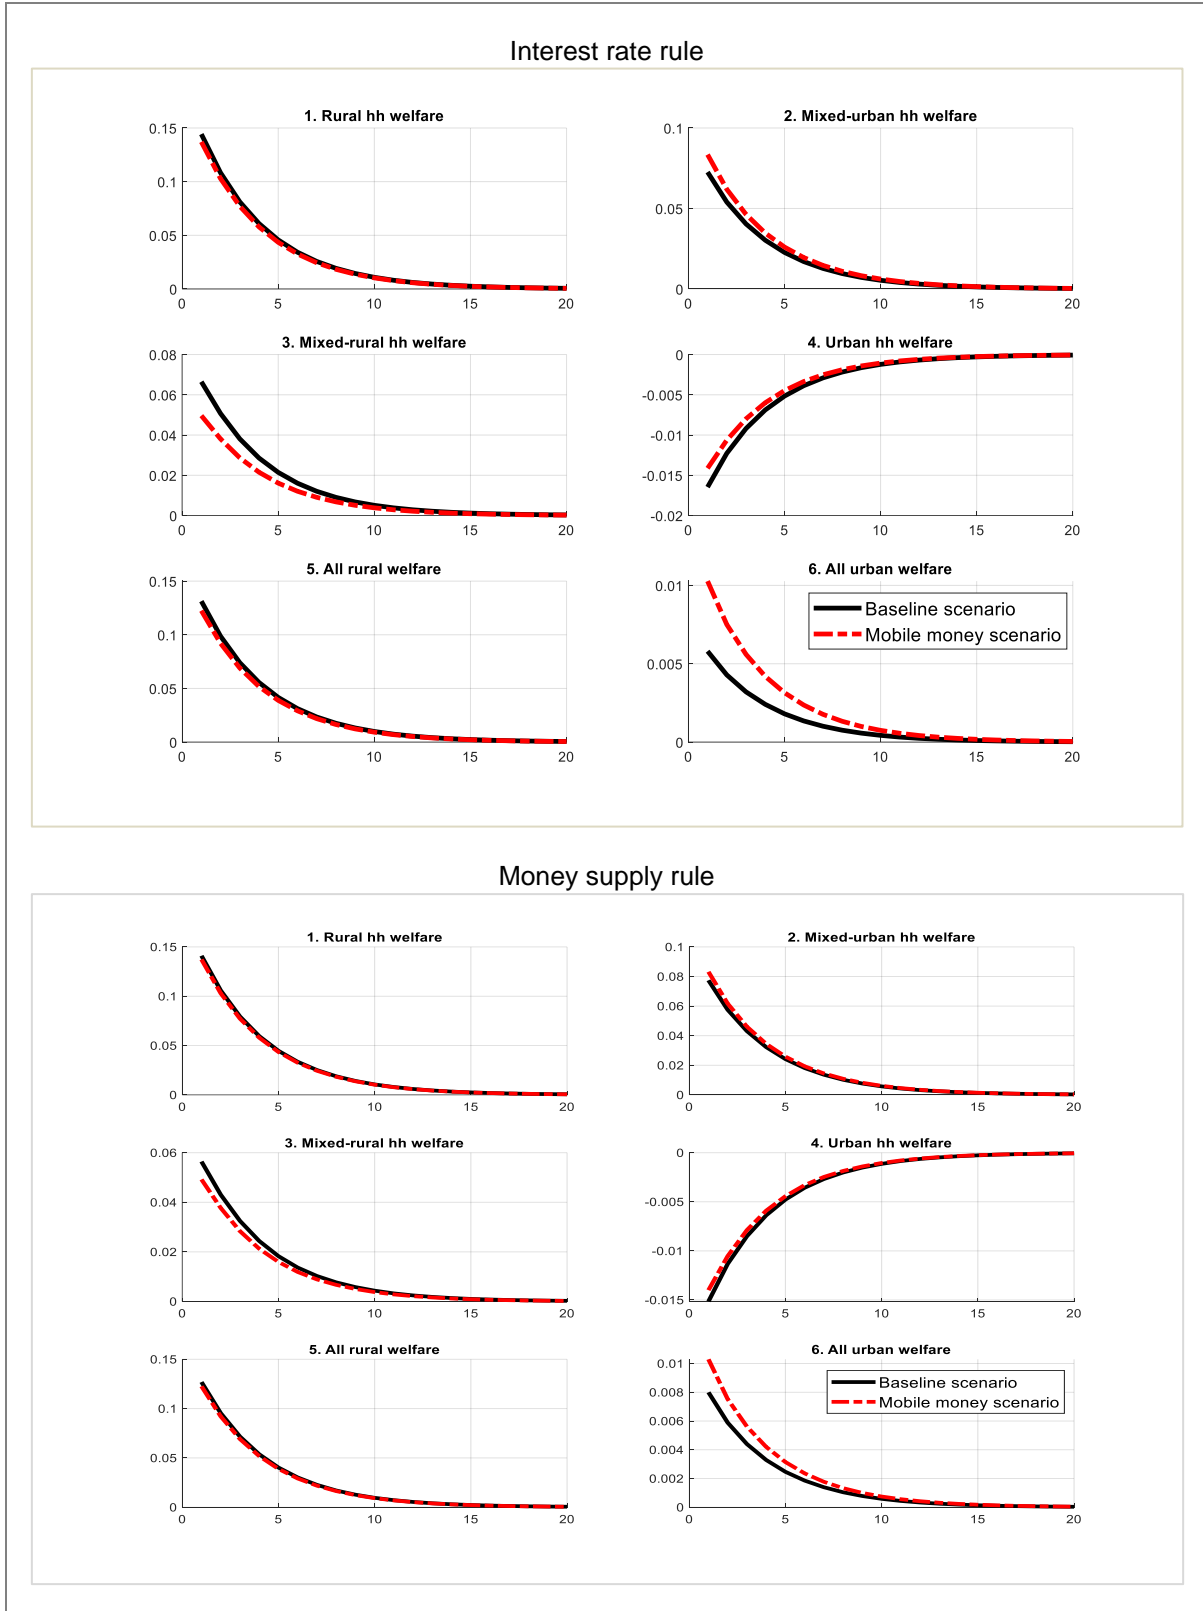 Interest rate rule
1. Rural hh welfare
0.15
0.1
0.05
0
0 5 10 15 20
2. Mixed-urban hh welfare
0.1
0.05
0
0 5 10 15 20
3. Mixed-rural hh welfare
0.08
0.06
0.04
0.02
0
0 5 10 15 20
4. Urban hh welfare
0
-0.005
-0.01
-0.015
-0.02
0 5 10 15 20
5. All rural welfare
0.15
0.1
0.05
0
0 5 10 15 20
6. All urban welfare
0.01
0.005
0
0 5 10 15 20
Baseline scenario
Mobile money scenario
Money supply rule
1. Rural hh welfare
0.15
0.1
0.05
0
0 5 10 15 20
2. Mixed-urban hh welfare
0.1
0.08
0.06
0.04
0.02
0
0 5 10 15 20
3. Mixed-rural hh welfare
0.06
0.04
0.02
0
0 5 10 15 20
4. Urban hh welfare
0
-0.005
-0.01
-0.015
0 5 10 15 20
5. All rural welfare
0.15
0.1
0.05
0
0 5 10 15 20
6. All urban welfare
0.01
0.008
0.006
0.004
0.002
0
0 5 10 15 20
Baseline scenario
Mobile money scenario